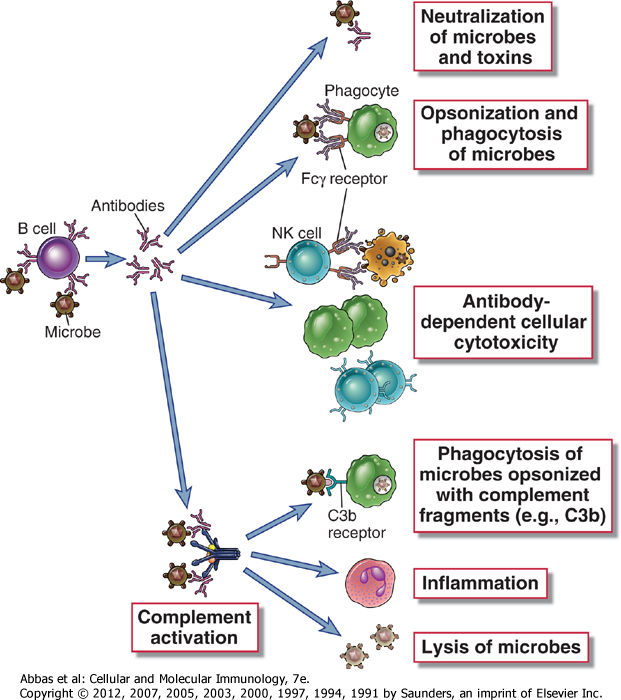 Neutralization
of microbes
and toxins
Phagocyte
Opsonization and
phagocytosis
of microbes
Fcγ receptor
Antibodies
B cell
NK cell
Microbe
Antibody-
dependent cellular
cytotoxicity
Phagocytosis of
microbes opsonized
with complement
fragments (e.g., C3b)
C3b
receptor
Inflammation
Complement
activation
Lysis of microbes
Abbas et al: Cellular and Molecular Immunology, 7e.
Copyright © 2012, 2007, 2005, 2003, 2000, 1997, 1994, 1991 by Saunders, an imprint of Elsevier Inc.